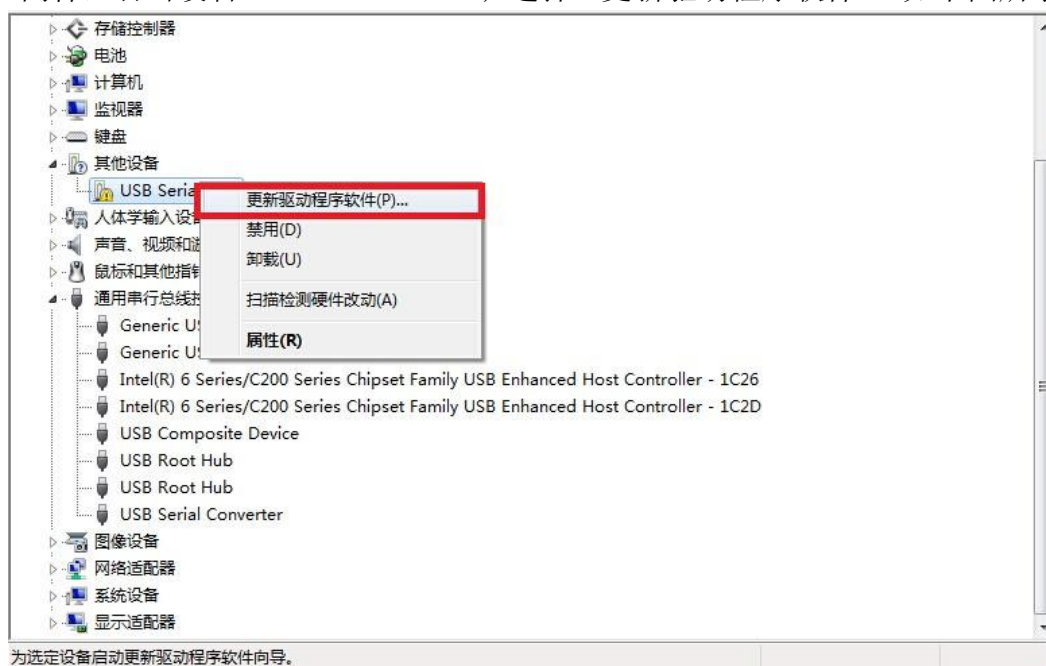 存储控制器
电池
计算机
监视器
键盘
其他设备
USB Seria
更新驱动程序软件(P)...
人体学输入设
禁用(D)
声音、视频和
卸载(U)
鼠标和其他指
通用串行总线
扫描检测硬件改动(A)
Generic U
属性(R)
Generic U
Intel(R) 6 Series/C200 Series Chipset Family USB Enhanced Host Controller - 1C26
Intel(R) 6 Series/C200 Series Chipset Family USB Enhanced Host Controller - 1C2D
USB Composite Device
USB Root Hub
USB Root Hub
USB Serial Converter
图像设备
网络适配器
系统设备
显示适配器
为选定设备启动更新驱动程序软件向导。